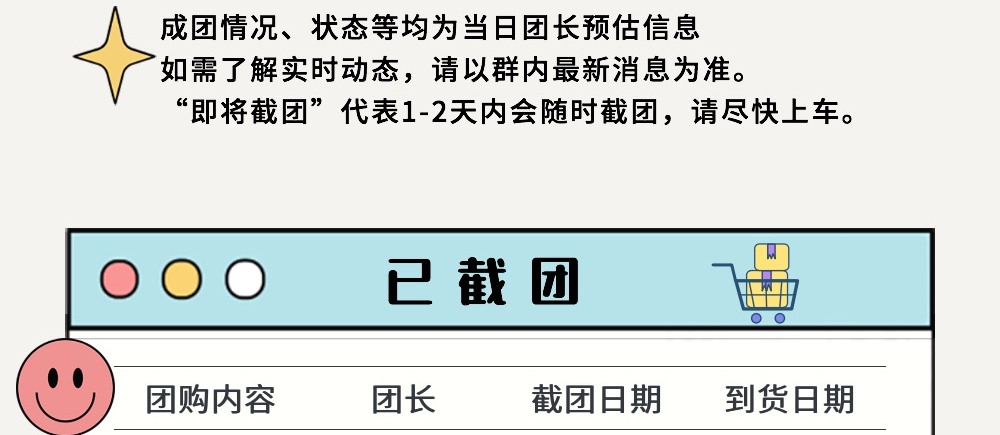 成团情况、状态等均为当日团长预估信息
如需了解实时动态，请以群内最新消息为准。
“即将截团”代表1-2天内会随时截团，请尽快上车。
已截团
团购内容 团长 截团日期 到货日期